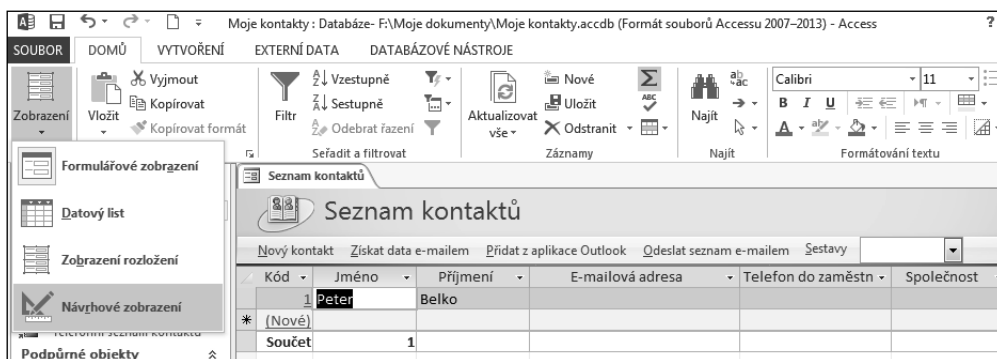 Moje kontakty : Databáze- F:\Moje dokumenty\Moje kontakty.accdb (Formát souborů Accessu 2007–2013) - Access ?
SOUBOR DOMŮ VYTVOŘENÍ EXTERNÍ DATA DATABÁZOVÉ NÁSTROJE
Zobrazení
Vložit
Vyjmout
Kopírovat
Kopírovat formát
Filtr
Vzestupně
Sestupně
Odebrat řazení
Seřadit a filtrovat
Aktualizovat
vše
Nové
Uložit
Odstranit
Záznamy
Najít
Najít
Calibri 11
B I U
Formátování textu
Formulářové zobrazení
Datový list
Zobrazení rozložení
Návrhové zobrazení
Telefonní seznam kontaktů
Podpůrné objekty
Seznam kontaktů
Seznam kontaktů
Nový kontakt Získat data e-mailem Přidat z aplikace Outlook Odeslat seznam e-mailem Sestavy
Kód Jméno Příjmení E-mailová adresa Telefon do zaměstn Společnost
1 Peter Belko
* (Nové)
Součet 1